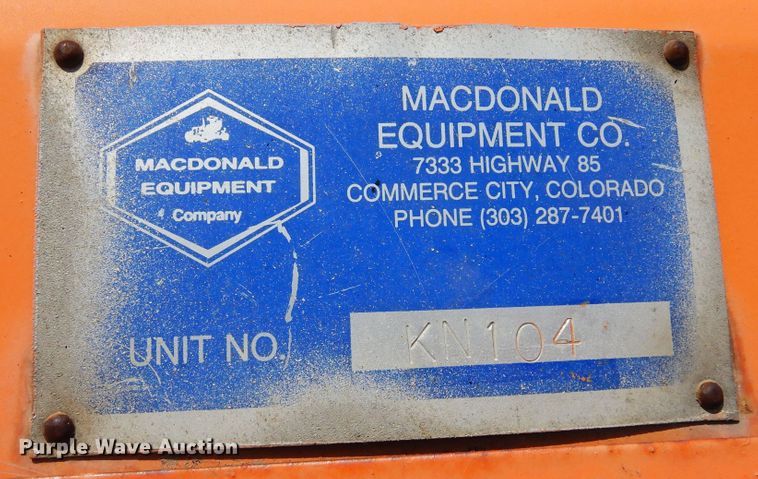 MACDONALD
EQUIPMENT
Company
MACDONALD
EQUIPMENT CO.
7333 HIGHWAY 85
COMMERCE CITY, COLORADO
PHONE (303) 287-7401
UNIT NO.
KN104
Purple Wave Auction